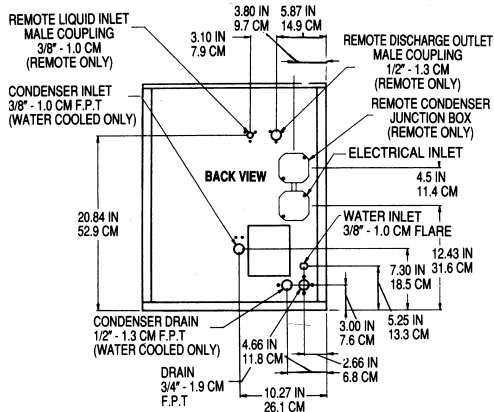 REMOTE LIQUID INLET
MALE COUPLING
3/8" - 1.0 CM
(REMOTE ONLY)
3.10 IN
7.9 CM
3.80 IN
9.7 CM
5.87 IN
14.9 CM
REMOTE DISCHARGE OUTLET
MALE COUPLING
1/2" - 1.3 CM
(REMOTE ONLY)
CONDENSER INLET
3/8" - 1.0 CM F.P.T
(WATER COOLED ONLY)
REMOTE CONDENSER
JUNCTION BOX
(REMOTE ONLY)
ELECTRICAL INLET
BACK VIEW
4.5 IN
11.4 CM
20.84 IN
52.9 CM
WATER INLET
3/8" - 1.0 CM FLARE
12.43 IN
31.6 CM
7.30 IN
18.5 CM
5.25 IN
13.3 CM
3.00 IN
7.6 CM
CONDENSER DRAIN
1/2" - 1.3 CM F.P.T
(WATER COOLED ONLY)
4.66 IN
11.8 CM
2.66 IN
6.8 CM
DRAIN
3/4" - 1.9 CM
F.P.T
10.27 IN
26.1 CM